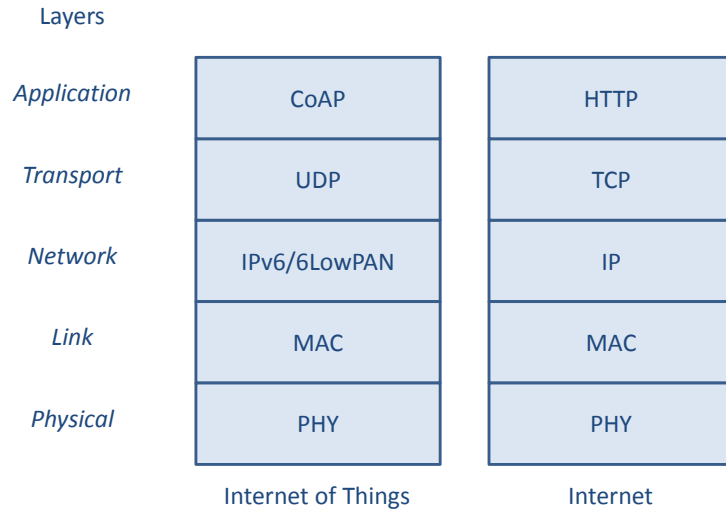 Layers
Application CoAP HTTP
Transport UDP TCP
Network IPv6/6LowPAN IP
Link MAC MAC
Physical PHY PHY
Internet of Things Internet